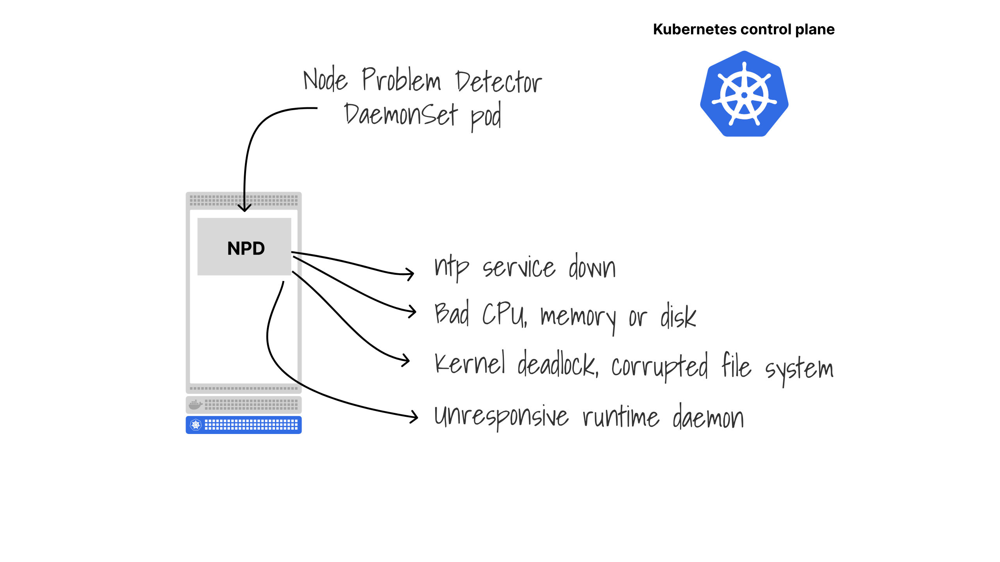 Kubernetes control plane
Node Problem Detector
DaemonSet pod
NPD
ntp service down
Bad CPU, memory or disk
Kernel deadlock, corrupted file system
Unresponsive runtime daemon